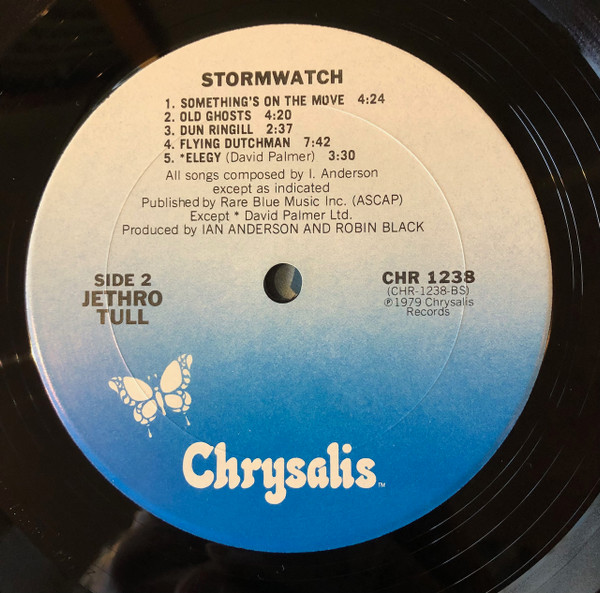 STORMWATCH
1. SOMETHING'S ON THE MOVE 4:24
2. OLD GHOSTS 4:20
3. DUN RINGILL 2:37
4. FLYING DUTCHMAN 7:42
5. *ELEGY (David Palmer) 3:30
All songs composed by I. Anderson
except as indicated
Published by Rare Blue Music Inc. (ASCAP)
Except * David Palmer Ltd.
Produced by IAN ANDERSON AND ROBIN BLACK
SIDE 2
JETHRO
TULL
CHR 1238
(CHR-1238-BS)
℗1979 Chrysalis
Records
Chrysalis™